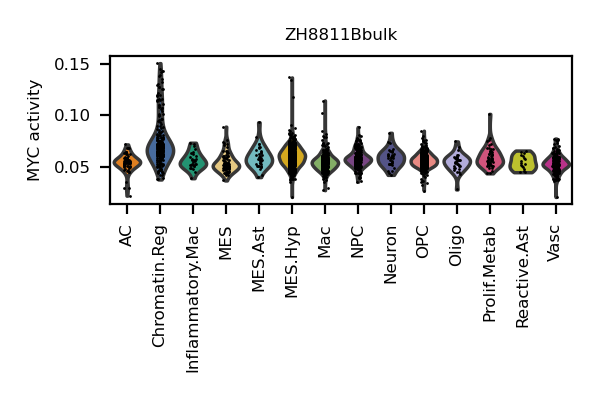 ZH8811Bbulk
MYC activity
0.15
0.10
0.05
AC
Chromatin.Reg
Inflammatory.Mac
MES
MES.Ast
MES.Hyp
Mac
NPC
Neuron
OPC
Oligo
Prolif.Metab
Reactive.Ast
Vasc